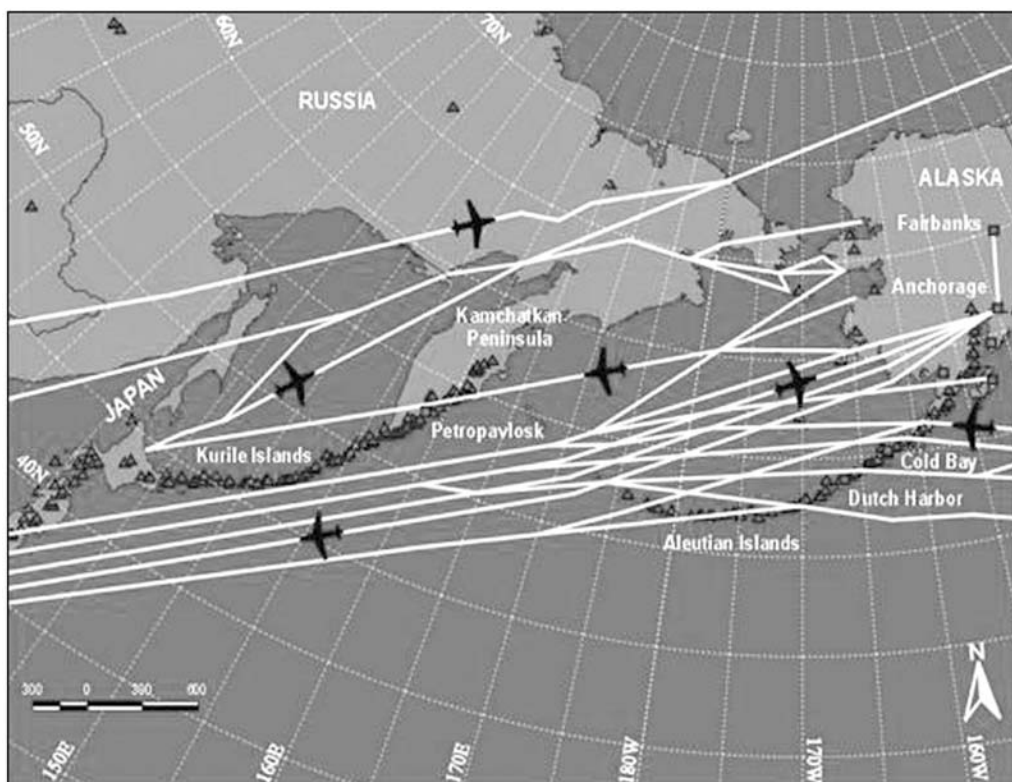 60N
70N
RUSSIA
50N
ALASKA
Fairbanks
Anchorage
Kamchatkan
Peninsula
JAPAN
Petropavlosk
Kurile Islands
40N
Cold Bay
Dutch Harbor
Aleutian Islands
N
300 0 300 600
150E
160E
170E
180W
170W
160W